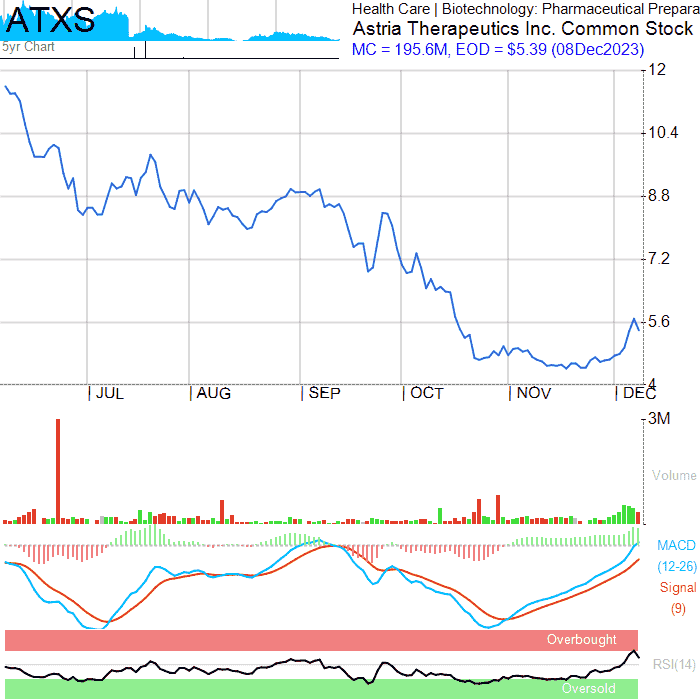 ATXS
5yr Chart
Health Care | Biotechnology: Pharmaceutical Prepara
Astria Therapeutics Inc. Common Stock
MC = 195.6M, EOD = $5.39 (08Dec2023)
12
10.4
8.8
7.2
5.6
4
JUL AUG SEP OCT NOV DEC
3M
Volume
MACD
(12-26)
Signal
(9)
Overbought
RSI(14)
Oversold